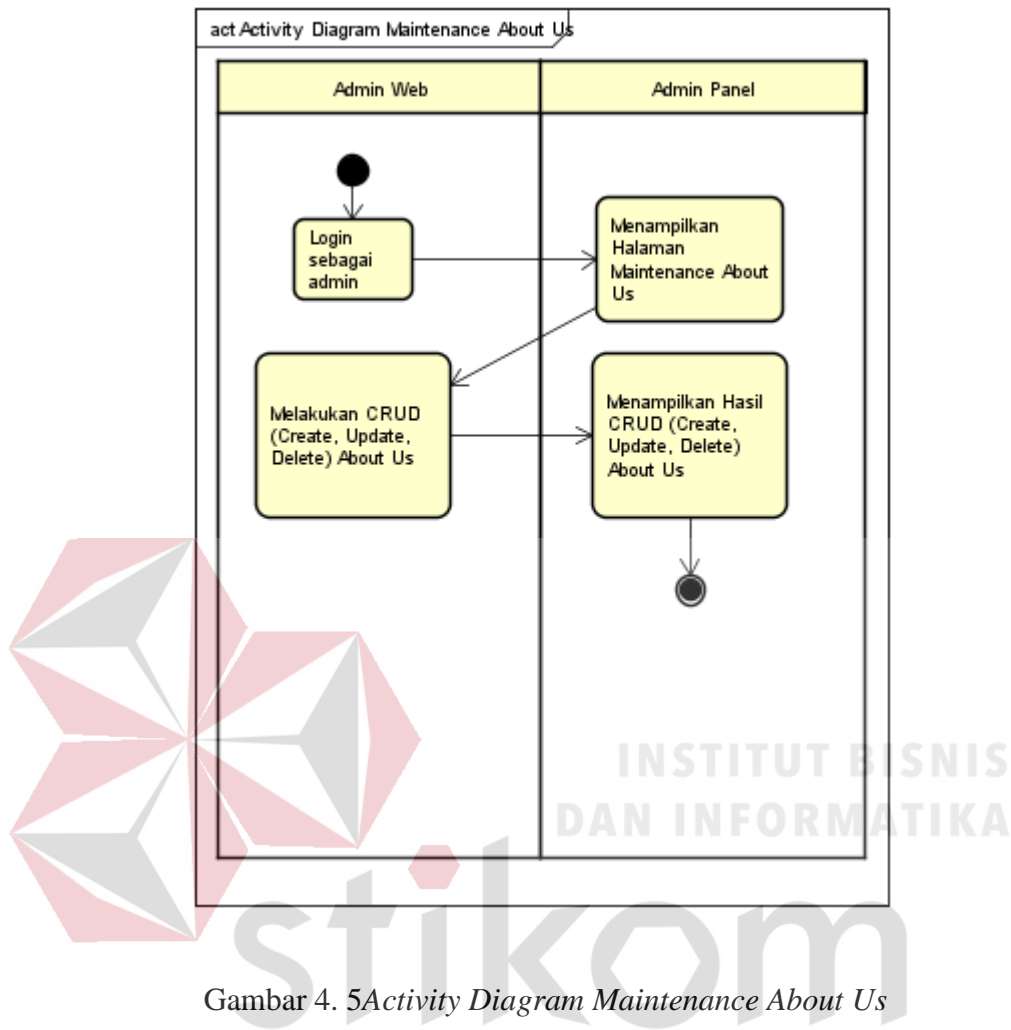 act Activity Diagram Maintenance About Us
Admin Web
Admin Panel
Login
sebagai
admin
Menampilkan
Halaman
Maintenance About
Us
Melakukan CRUD
(Create, Update,
Delete) About Us
Menampilkan Hasil
CRUD (Create,
Update, Delete)
About Us
INSTITUT BISNIS
DAN INFORMATIKA
stikom
Gambar 4. 5Activity Diagram Maintenance About Us